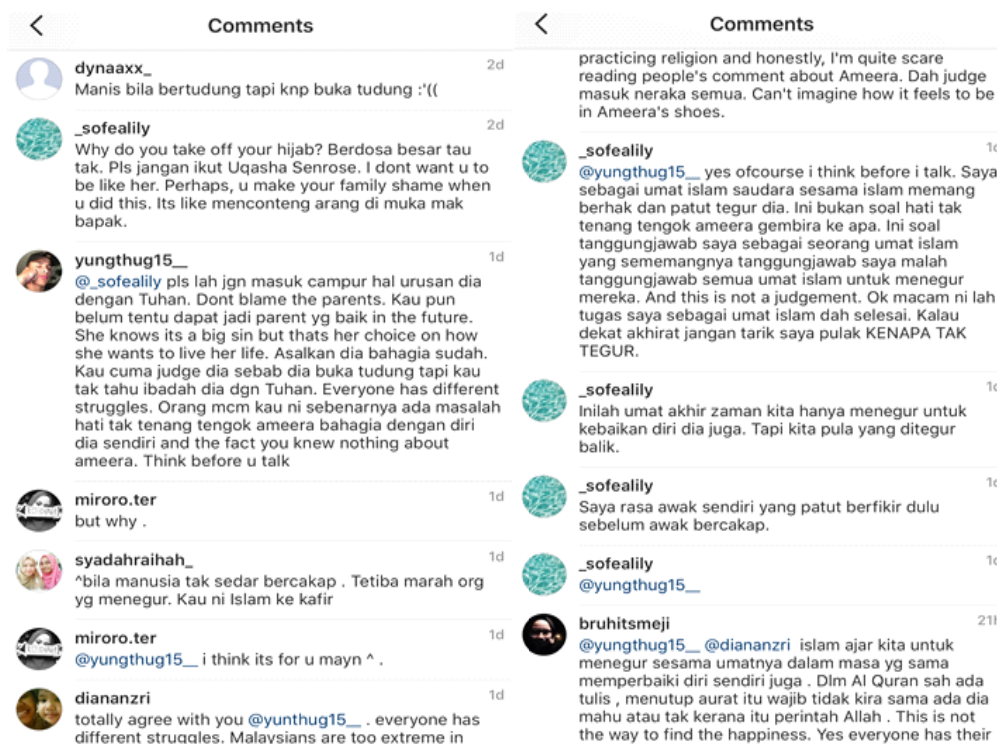 Comments
dynaaxx_
2d
Manis bila bertudung tapi knp buka tudung :'((
_sofealily
2d
Why do you take off your hijab? Berdosa besar tau
tak. Pls jangan ikut Uqasha Senrose. I dont want u to
be like her. Perhaps, u make your family shame when
u did this. Its like menconteng arang di muka mak
bapak.
yungthug15__
1d
@_sofealily pls lah jgn masuk campur hal urusan dia
dengan Tuhan. Dont blame the parents. Kau pun
belum tentu dapat jadi parent yg baik in the future.
She knows its a big sin but thats her choice on how
she wants to live her life. Asalkan dia bahagia sudah.
Kau cuma judge dia sebab dia buka tudung tapi kau
tak tahu ibadah dia dgn Tuhan. Everyone has different
struggles. Orang mcm kau ni sebenarnya ada masalah
hati tak tenang tengok ameera bahagia dengan diri
dia sendiri and the fact you knew nothing about
ameera. Think before u talk
miroro.ter
1d
but why .
syadahraihah_
1d
^bila manusia tak sedar bercakap . Tetiba marah org
yg menegur. Kau ni Islam ke kafir
miroro.ter
1d
@yungthug15__ i think its for u mayn ^ .
diananzri
1d
totally agree with you @yunthug15__ . everyone has
different struggles. Malaysians are too extreme in
Comments
practicing religion and honestly, I'm quite scare
reading people's comment about Ameera. Dah judge
masuk neraka semua. Can't imagine how it feels to be
in Ameera's shoes.
_sofealily
1d
@yungthug15__ yes ofcourse i think before i talk. Saya
sebagai umat islam saudara sesama islam memang
berhak dan patut tegur dia. Ini bukan soal hati tak
tenang tengok ameera gembira ke apa. Ini soal
tanggungjawab saya sebagai seorang umat islam
yang sememangnya tanggungjawab saya malah
tanggungjawab semua umat islam untuk menegur
mereka. And this is not a judgement. Ok macam ni lah
tugas saya sebagai umat islam dah selesai. Kalau
dekat akhirat jangan tarik saya pulak KENAPA TAK
TEGUR.
_sofealily
1d
Inilah umat akhir zaman kita hanya menegur untuk
kebaikan diri dia juga. Tapi kita pula yang ditegur
balik.
_sofealily
1d
Saya rasa awak sendiri yang patut berfikir dulu
sebelum awak bercakap.
_sofealily
1d
@yungthug15__
bruhitsmeji
21h
@yungthug15__ @diananzri islam ajar kita untuk
menegur sesama umatnya dalam masa yg sama
memperbaiki diri sendiri juga . Dlm Al Quran sah ada
tulis , menutup aurat itu wajib tidak kira sama ada dia
mahu atau tak kerana itu perintah Allah . This is not
the way to find the happiness. Yes everyone has their